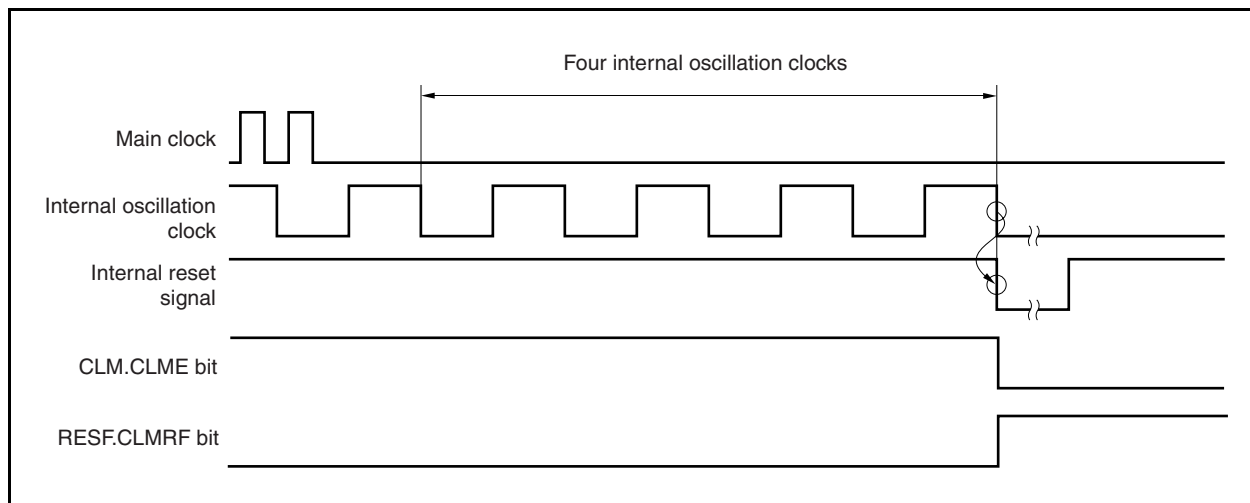 Four internal oscillation clocks
Main clock
Internal oscillation
clock
Internal reset
signal
CLM.CLME bit
RESF.CLMRF bit